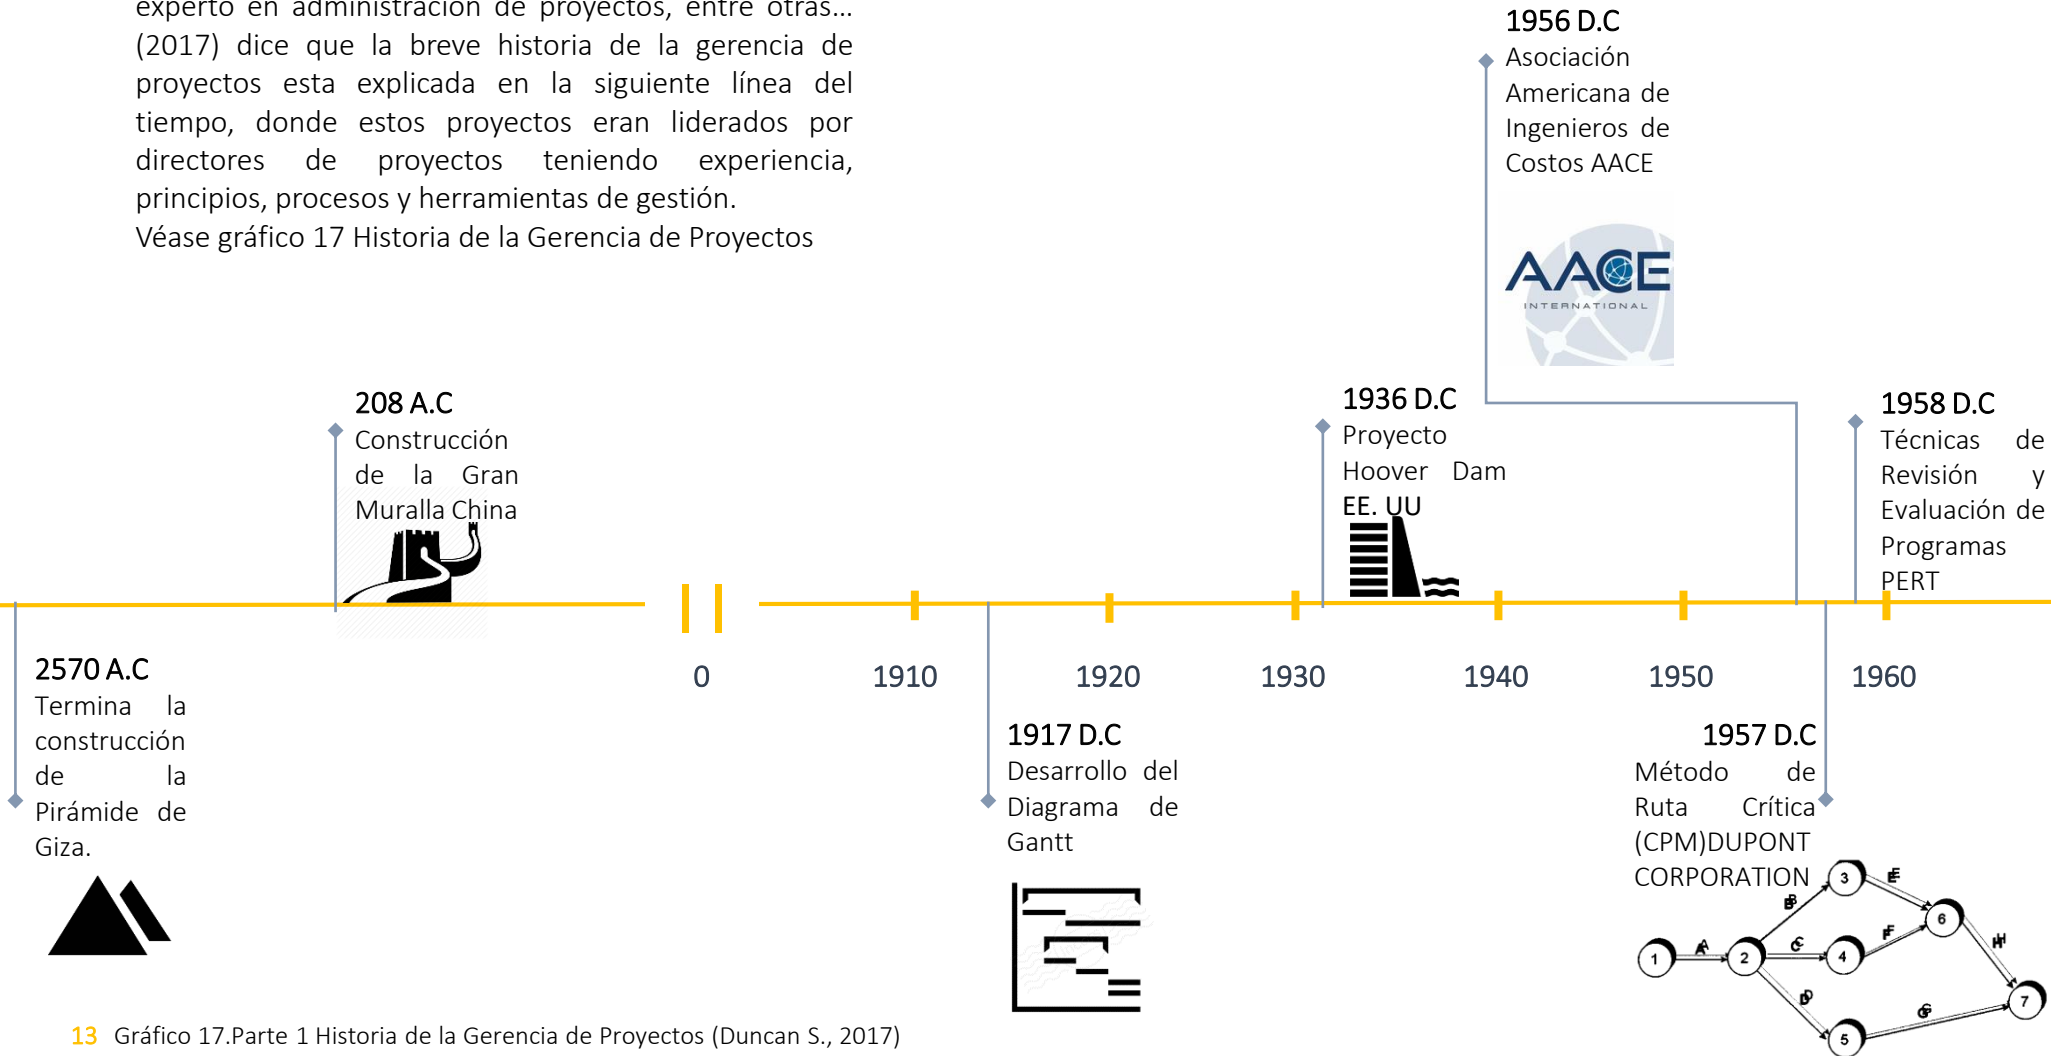 experto en administración de proyectos, entre otras...
(2017) dice que la breve historia de la gerencia de
proyectos esta explicada en la siguiente línea del
tiempo, donde estos proyectos eran liderados por
directores de proyectos teniendo experiencia,
principios, procesos y herramientas de gestión.
Véase gráfico 17 Historia de la Gerencia de Proyectos
1956 D.C
Asociación
Americana de
Ingenieros de
Costos AACE
AACE
INTERNATIONAL
208 A.C
Construcción
de la Gran
Muralla China
1936 D.C
Proyecto
Hoover Dam
EE. UU
1958 D.C
Técnicas de
Revisión y
Evaluación de
Programas
PERT
0
1910
1920
1930
1940
1950
1960
2570 A.C
Termina la
construcción
de la
Pirámide de
Giza.
1917 D.C
Desarrollo del
Diagrama de
Gantt
1957 D.C
Método de
Ruta Crítica
(CPM)DUPONT
CORPORATION
3
E
B
6
F
H
A
C
1
2
4
D
7
G
5
13 Gráfico 17.Parte 1 Historia de la Gerencia de Proyectos (Duncan S., 2017)